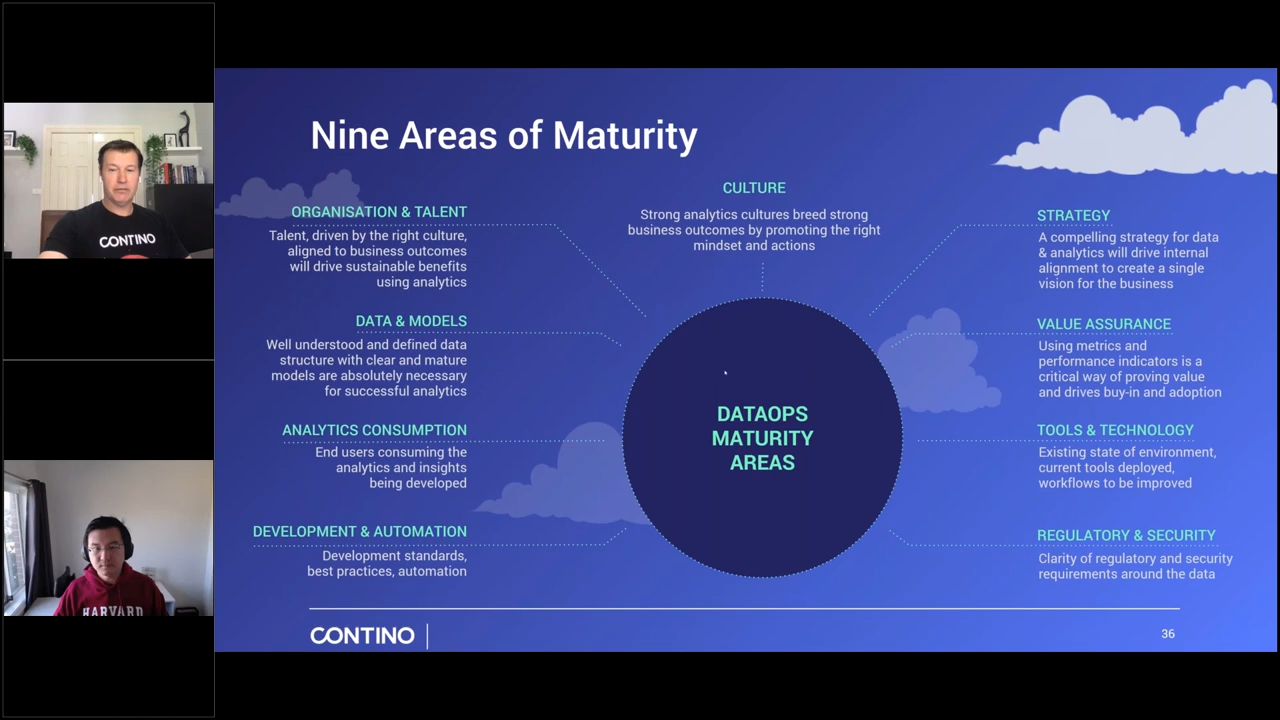 Nine Areas of Maturity
CULTURE
Strong analytics cultures breed strong
business outcomes by promoting the right
mindset and actions
ORGANISATION & TALENT
Talent, driven by the right culture,
aligned to business outcomes
will drive sustainable benefits
using analytics
DATA & MODELS
Well understood and defined data
structure with clear and mature
models are absolutely necessary
for successful analytics
ANALYTICS CONSUMPTION
End users consuming the
analytics and insights
being developed
DEVELOPMENT & AUTOMATION
Development standards,
best practices, automation
DATAOPS
MATURITY
AREAS
STRATEGY
A compelling strategy for data
& analytics will drive internal
alignment to create a single
vision for the business
VALUE ASSURANCE
Using metrics and
performance indicators is a
critical way of proving value
and drives buy-in and adoption
TOOLS & TECHNOLOGY
Existing state of environment,
current tools deployed,
workflows to be improved
REGULATORY & SECURITY
Clarity of regulatory and security
requirements around the data
CONTINO
36
CONTINO
HARVARD